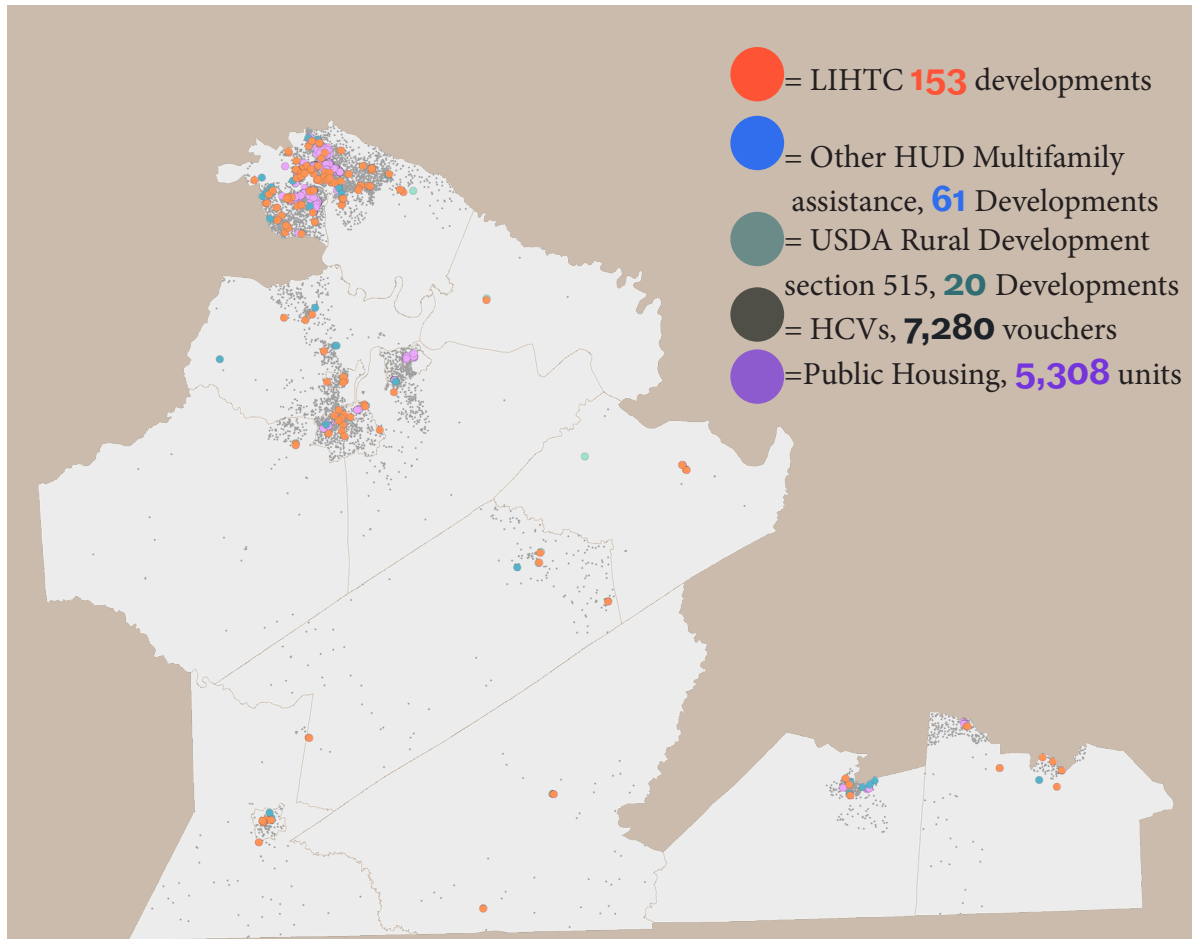 = LIHTC 153 developments
= Other HUD Multifamily
assistance, 61 Developments
= USDA Rural Development
section 515, 20 Developments
= HCVs, 7,280 vouchers
=Public Housing, 5,308 units